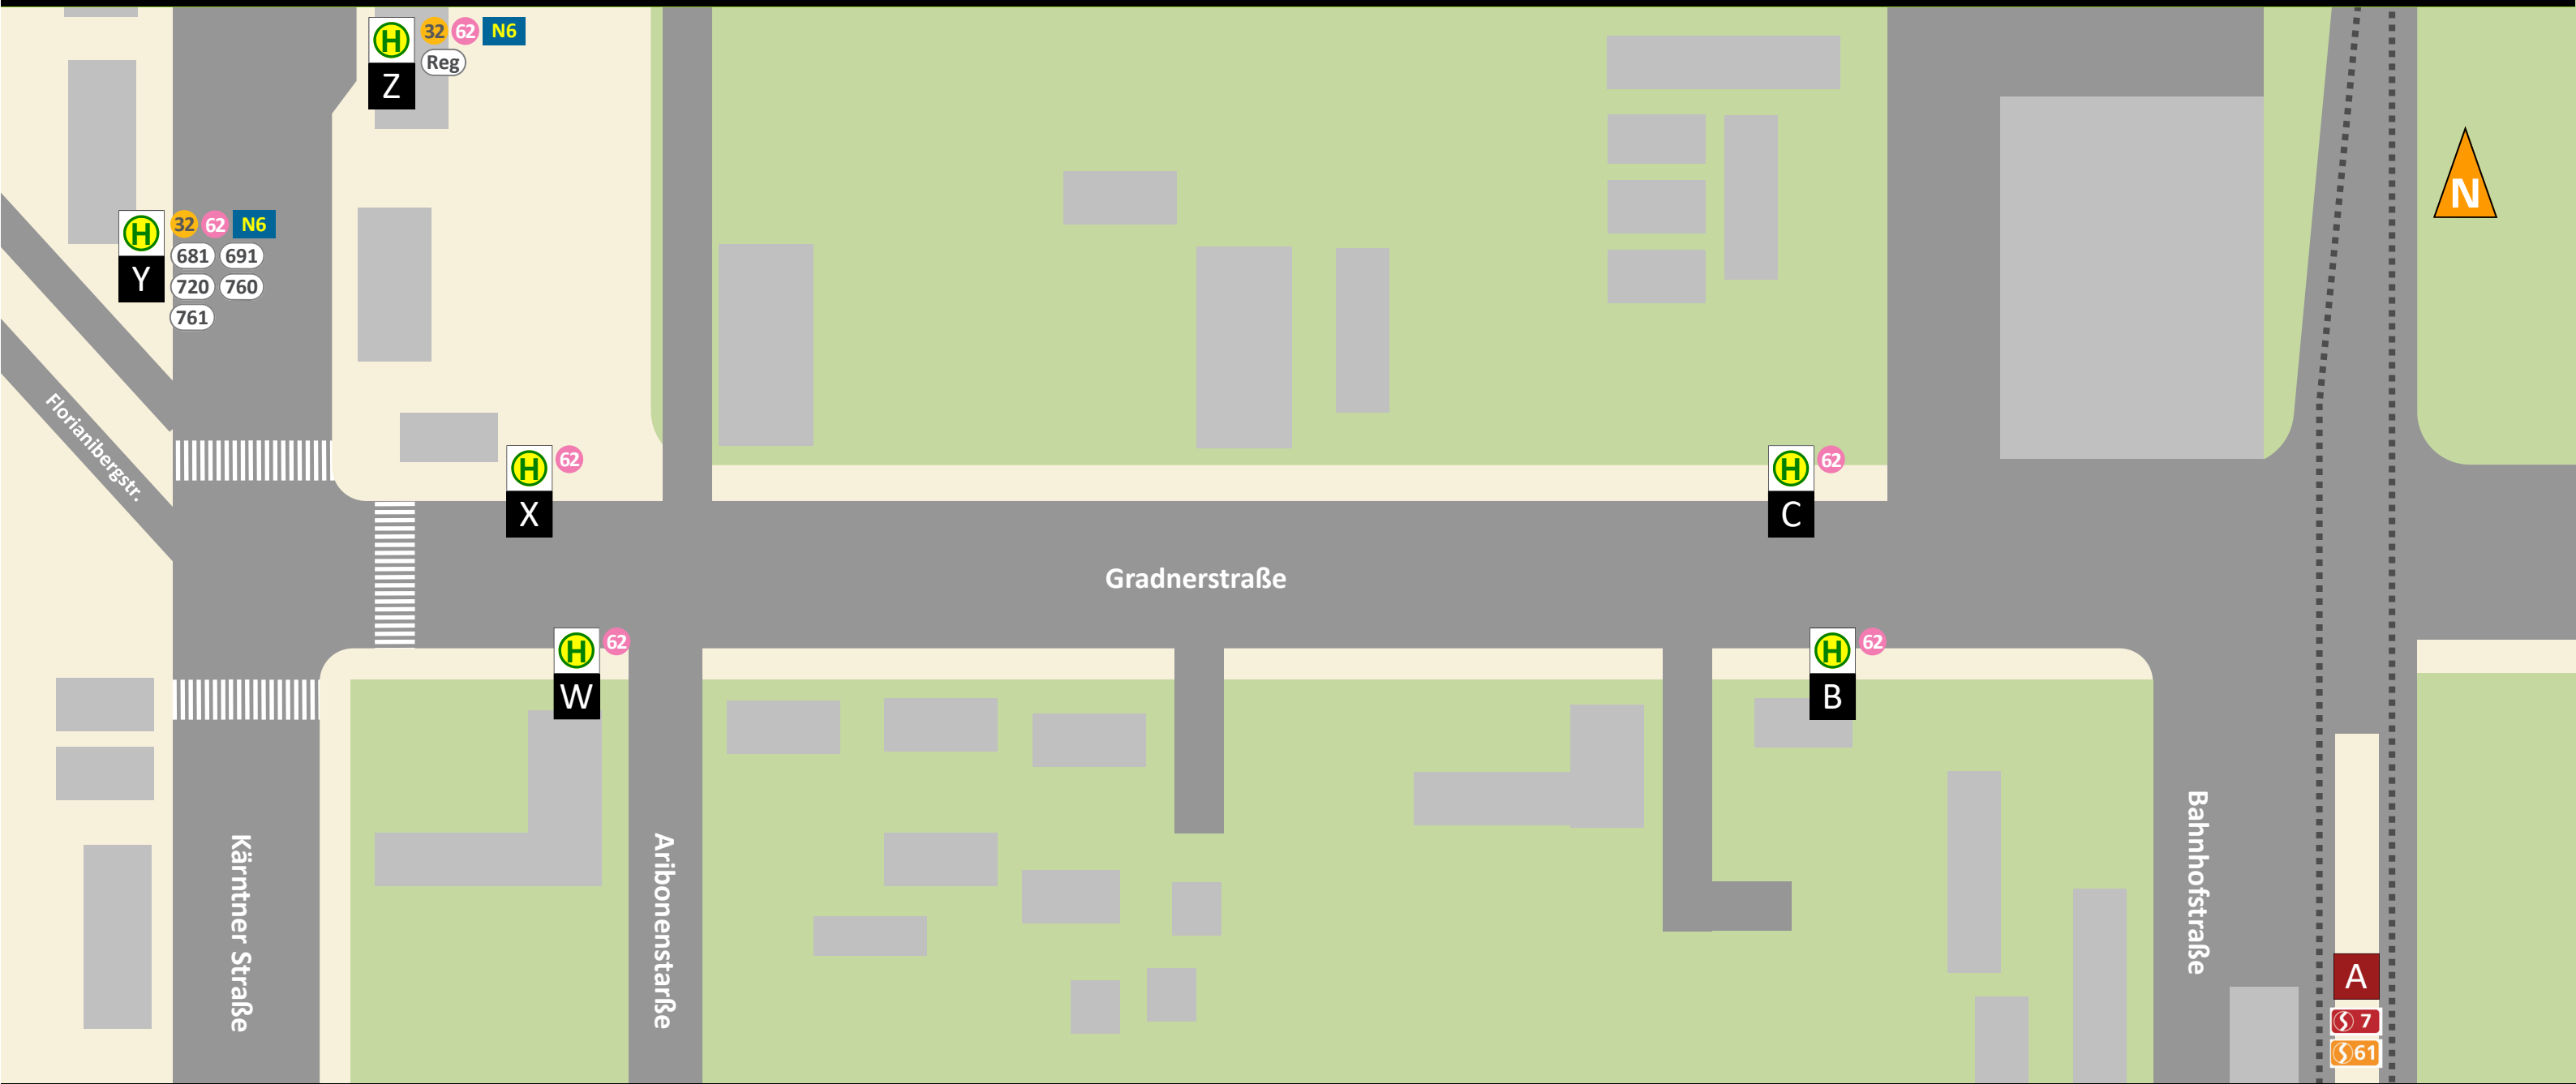 H 32 62 N6
Z Reg
H 32 62 N6
681 691
Y 720 760
761
N
Florianibergstr.
H 62
X
H 62
C
Gradnerstraße
H 62
W
H 62
B
Kärntner Straße
Aribonenstarße
Bahnhofstraße
A
S 7
S 61